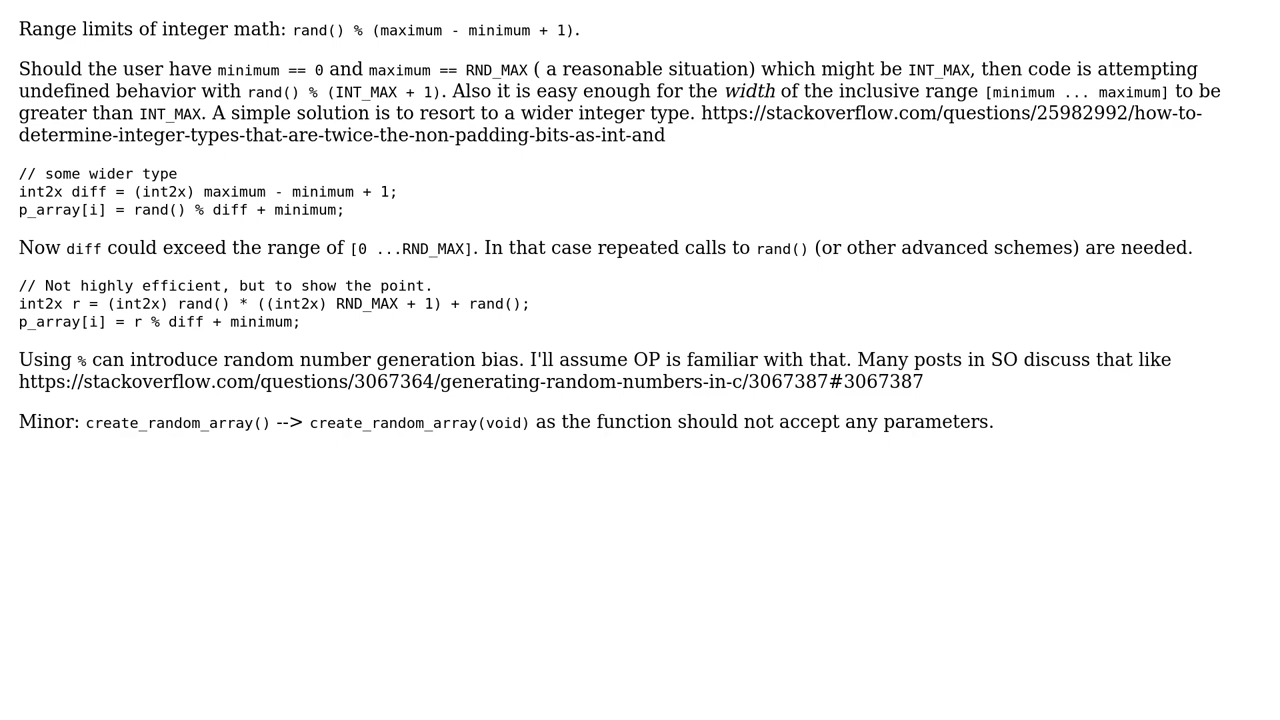 Range limits of integer math: rand() % (maximum - minimum + 1).
Should the user have minimum == 0 and maximum == RND_MAX ( a reasonable situation) which might be INT_MAX, then code is attempting
undefined behavior with rand() % (INT_MAX + 1). Also it is easy enough for the width of the inclusive range [minimum ... maximum] to be
greater than INT_MAX. A simple solution is to resort to a wider integer type. https://stackoverflow.com/questions/25982992/how-to-
determine-integer-types-that-are-twice-the-non-padding-bits-as-int-and
// some wider type
int2x diff = (int2x) maximum - minimum + 1;
p_array[i] = rand() % diff + minimum;
Now diff could exceed the range of [0 ...RND_MAX]. In that case repeated calls to rand() (or other advanced schemes) are needed.
// Not highly efficient, but to show the point.
int2x r = (int2x) rand() * ((int2x) RND_MAX + 1) + rand();
p_array[i] = r % diff + minimum;
Using % can introduce random number generation bias. I'll assume OP is familiar with that. Many posts in SO discuss that like
https://stackoverflow.com/questions/3067364/generating-random-numbers-in-c/3067387#3067387
Minor: create_random_array() --> create_random_array(void) as the function should not accept any parameters.